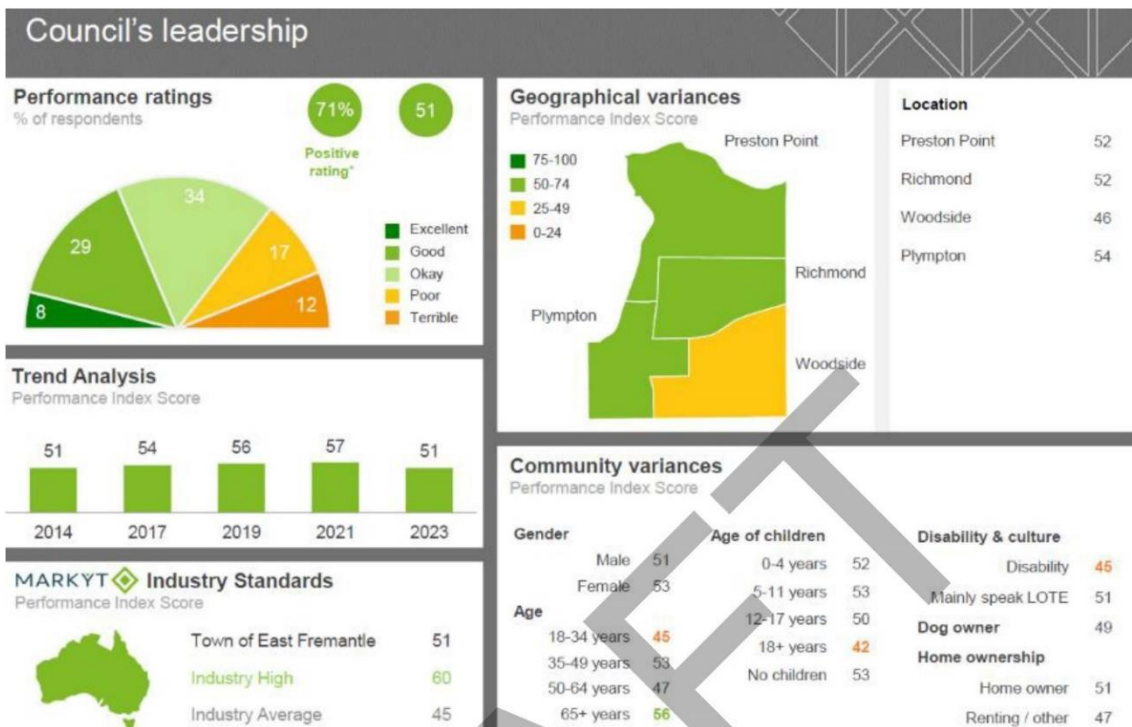 Council's leadership
Performance ratings
% of respondents
71%
51
Positive
rating*
8
29
34
17
12
Excellent
Good
Okay
Poor
Terrible
Trend Analysis
Performance Index Score
51 54 56 57 51
2014 2017 2019 2021 2023
MARKYT Industry Standards
Performance Index Score
Town of East Fremantle 51
Industry High 60
Industry Average 45
Geographical variances
Performance Index Score
75-100
50-74
25-49
0-24
Preston Point
Richmond
Plympton
Woodside
Location
Preston Point 52
Richmond 52
Woodside 46
Plympton 54
Community variances
Performance Index Score
Gender
Male 51
Female 53
Age
18-34 years 45
35-49 years 53
50-64 years 47
65+ years 56
Age of children
0-4 years 52
5-11 years 53
12-17 years 50
18+ years 42
No children 53
Disability & culture
Disability 45
Mainly speak LOTE 51
Dog owner 49
Home ownership
Home owner 51
Renting / other 47